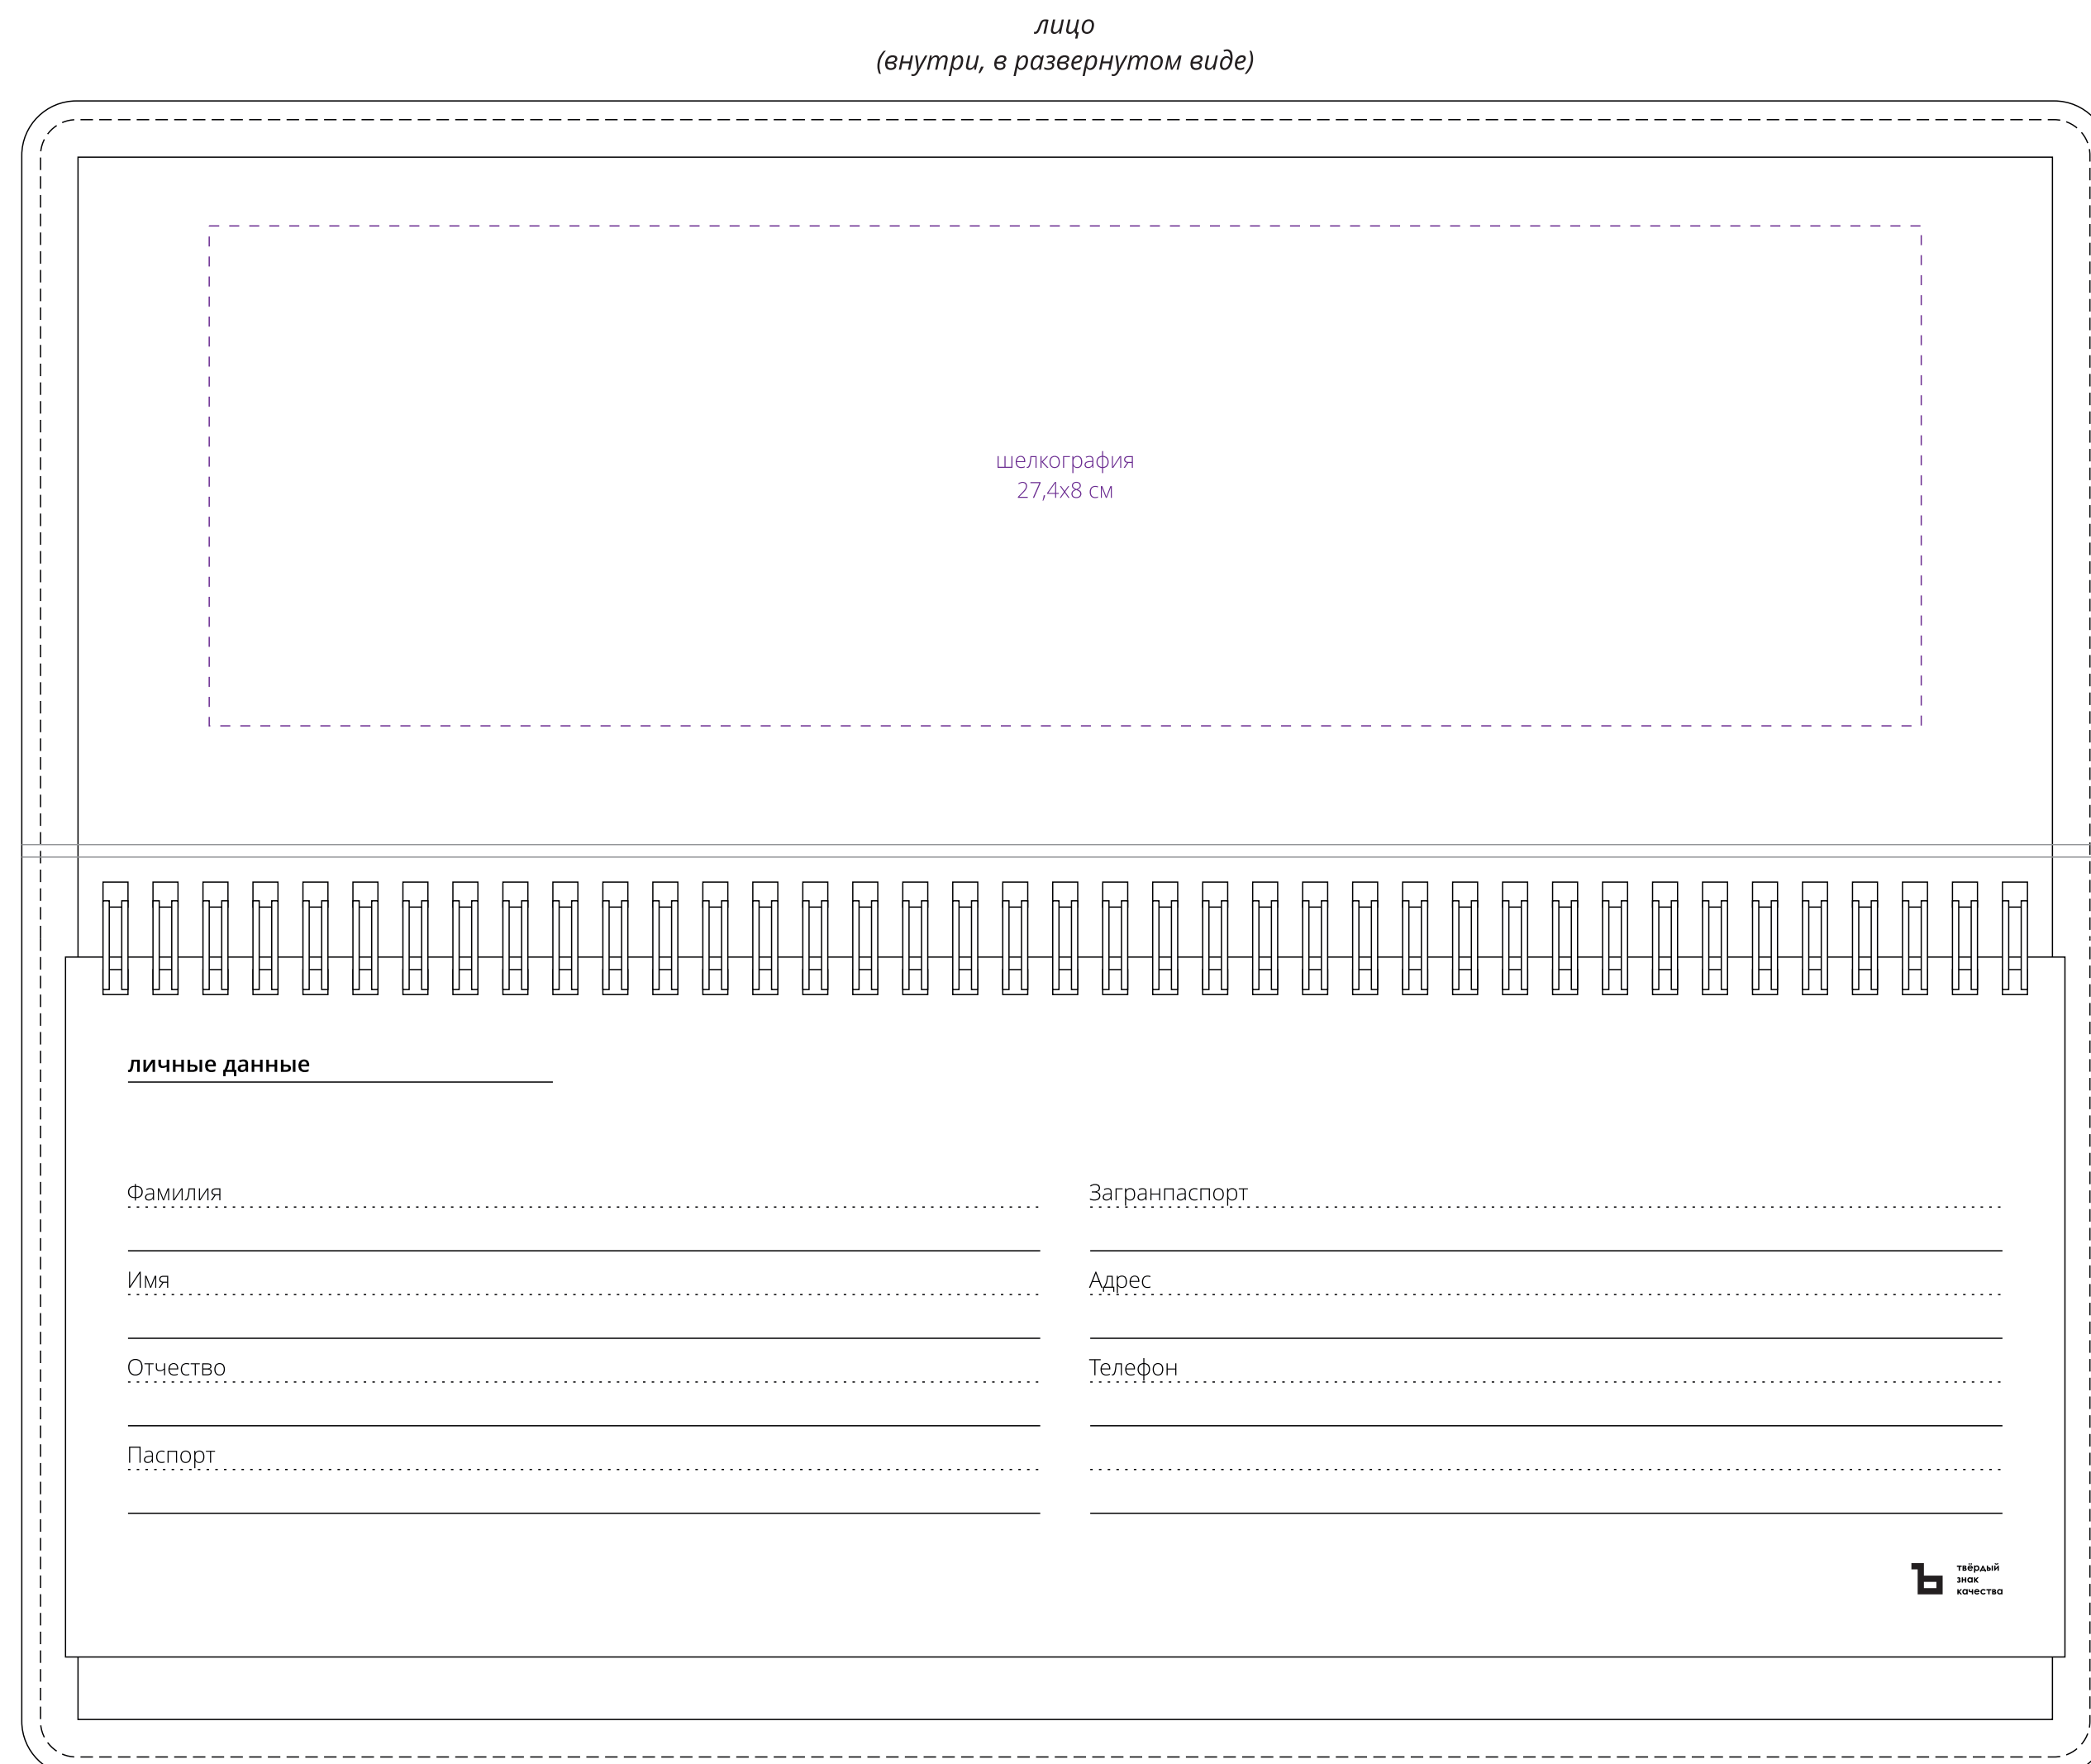 лицо
(внутри, в развернутом виде)
шелкография
27,4х8 см
личные данные
Фамилия
Загранпаспорт
Имя
Адрес
Отчество
Телефон
Паспорт
Ъ
твёрдый
знак
качества